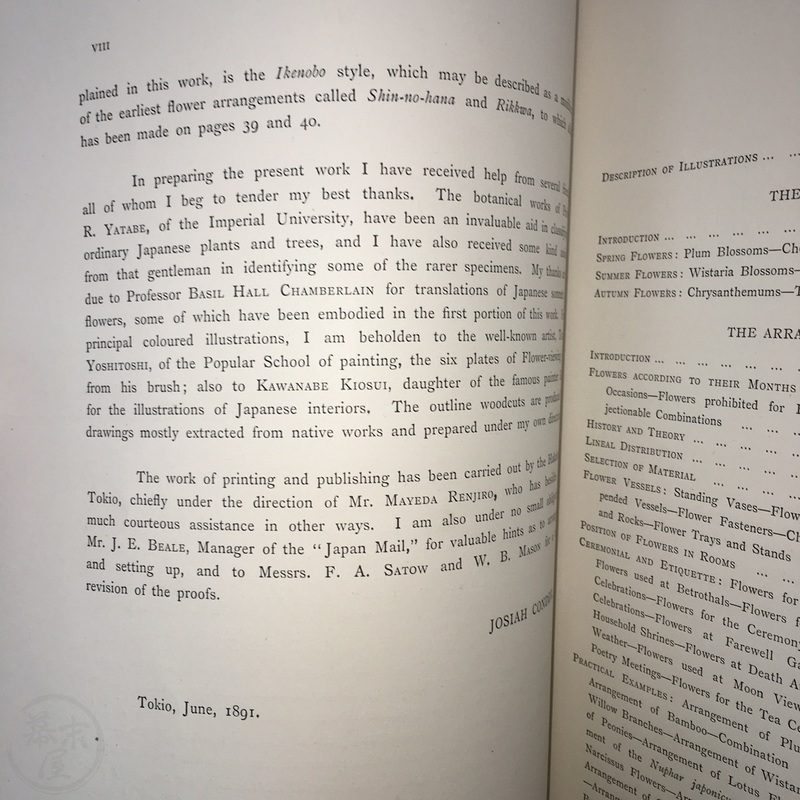 VIII
plained in this work, is the Ikenobo style, which may be described as a
of the earliest flower arrangements called Shin-no-hana and Rikkwa, to which
has been made on pages 39 and 40.
In preparing the present work I have received help from several
all of whom I beg to tender my best thanks. The botanical works of
R. YATABE, of the Imperial University, have been an invaluable aid in
ordinary Japanese plants and trees, and I have also received some kind
from that gentleman in identifying some of the rarer specimens. My thanks
due to Professor BASIL HALL CHAMBERLAIN for translations of Japanese
flowers, some of which have been embodied in the first portion of this work.
principal coloured illustrations, I am beholden to the well-known artist,
YOSHITOSHI, of the Popular School of painting, the six plates of
from his brush; also to KAWANABE KIOSUI, daughter of the famous
for the illustrations of Japanese interiors. The outline woodcuts are
drawings mostly extracted from native works and prepared under my own
The work of printing and publishing has been carried out by the
Tokio, chiefly under the direction of Mr. MAYEDA RENJIRO, who has
much courteous assistance in other ways. I am also under no small
Mr. J. E. BEALE, Manager of the “Japan Mail,” for valuable hints as to
and setting up, and to Messrs. F. A. SATOW and W. B. MASON for
revision of the proofs.
JOSIAH
Tokio, June, 1891.
DESCRIPTION OF ILLUSTRATIONS ... ...
THE
INTRODUCTION ... ... ... ... ... ...
SPRING FLOWERS: Plum Blossoms—
SUMMER FLOWERS: Wistaria Blossoms—
AUTUMN FLOWERS: Chrysanthemums—
THE
INTRODUCTION ... ... ... ... ... ...
FLOWERS ACCORDING TO THEIR MONTHS
Occasions—Flowers prohibited for
jectionable Combinations ... ... ...
HISTORY AND THEORY ... ... ... ...
LINEAL DISTRIBUTION ... ... ... ...
SELECTION OF MATERIAL ... ... ...
FLOWER VESSELS: Standing Vases—
pended Vessels—Flower Fasteners—
and Rocks—Flower Trays and Stands
POSITION OF FLOWERS IN ROOMS ... ...
CEREMONIAL AND ETIQUETTE: Flowers for
Flowers used at Betrothals—Flowers
Celebrations—Flowers for the
Celebrations—Flowers at Farewell
Household Shrines—Flowers at Death
Weather—Flowers used at Moon
Poetry Meetings—Flowers for the Tea
PRACTICAL EXAMPLES: Arrangement of
Arrangement of Bamboo—Combination
Willow Branches—Arrangement of
of Peonies—Arrangement of Lotus
ment of the Nuphar
Narcissus Flowers—
Arrangement of